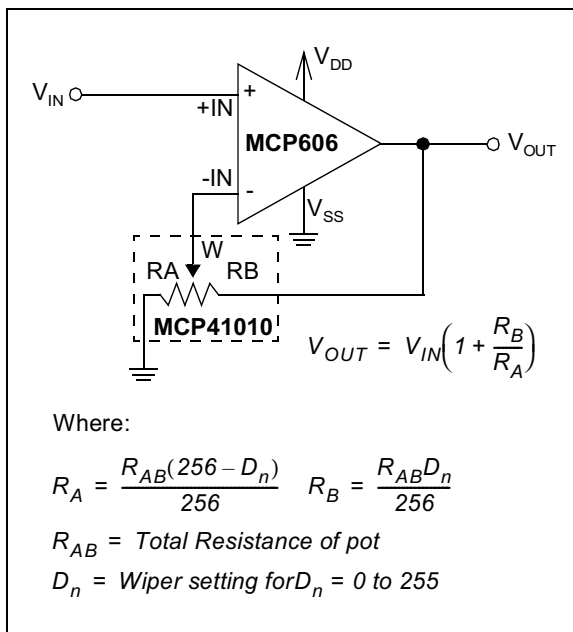 V_DD
V_IN
+
+IN
MCP606
V_OUT
-IN
-
V_SS
W
RA RB
MCP41010
V_OUT = V_IN(1 + R_B/R_A)
Where:
R_A = R_AB(256 – D_n)/256 R_B = R_AB D_n/256
R_AB = Total Resistance of pot
D_n = Wiper setting forD_n = 0 to 255